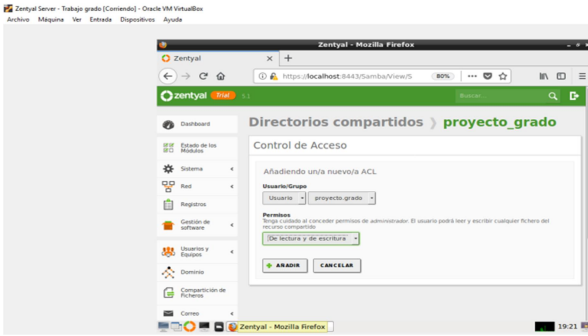 Zentyal Server - Trabajo grado [Corriendo] - Oracle VM VirtualBox
Archivo Máquina Ver Entrada Dispositivos Ayuda
Zentyal - Mozilla Firefox
Zentyal
https://localhost:8443/Samba/View/S 80%
zentyal Trial 5.1 Buscar...
Directorios compartidos proyecto_grado
Control de Acceso
Dashboard
Estado de los Módulos
Sistema
Red
Registros
Gestión de software
Usuarios y Equipos
Dominio
Compartición de Ficheros
Correo
Añadiendo un/a nuevo/a ACL
Usuario/Grupo
Usuario proyecto.grado
Permisos
Tenga cuidado al conceder permisos de administrador. El usuario podrá leer y escribir cualquier fichero del
recurso compartido
De lectura y de escritura
AÑADIR CANCELAR
Zentyal - Mozilla Firefox 19:21